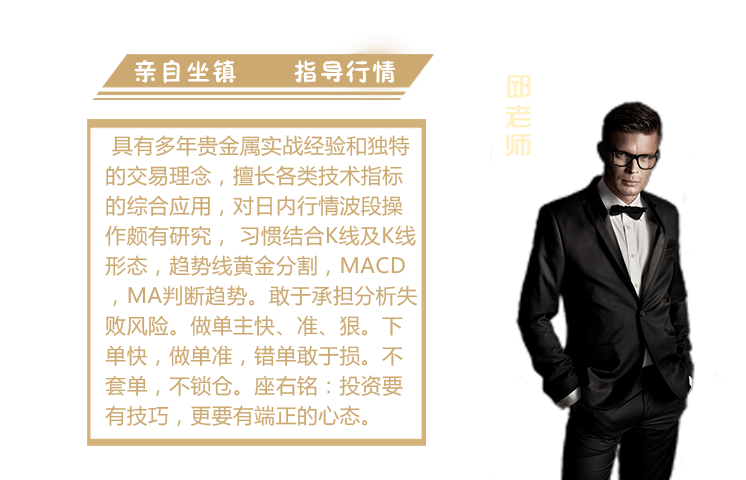 亲自坐镇 指导行情
邱老师
具有多年贵金属实战经验和独特
的交易理念，擅长各类技术指标
的综合应用，对日内行情波段操
作颇有研究， 习惯结合K线及K线
形态，趋势线黄金分割，MACD
，MA判断趋势。敢于承担分析失
败风险。做单主快、准、狠。下
单快，做单准，错单敢于损。不
套单，不锁仓。座右铭：投资要
有技巧，更要有端正的心态。